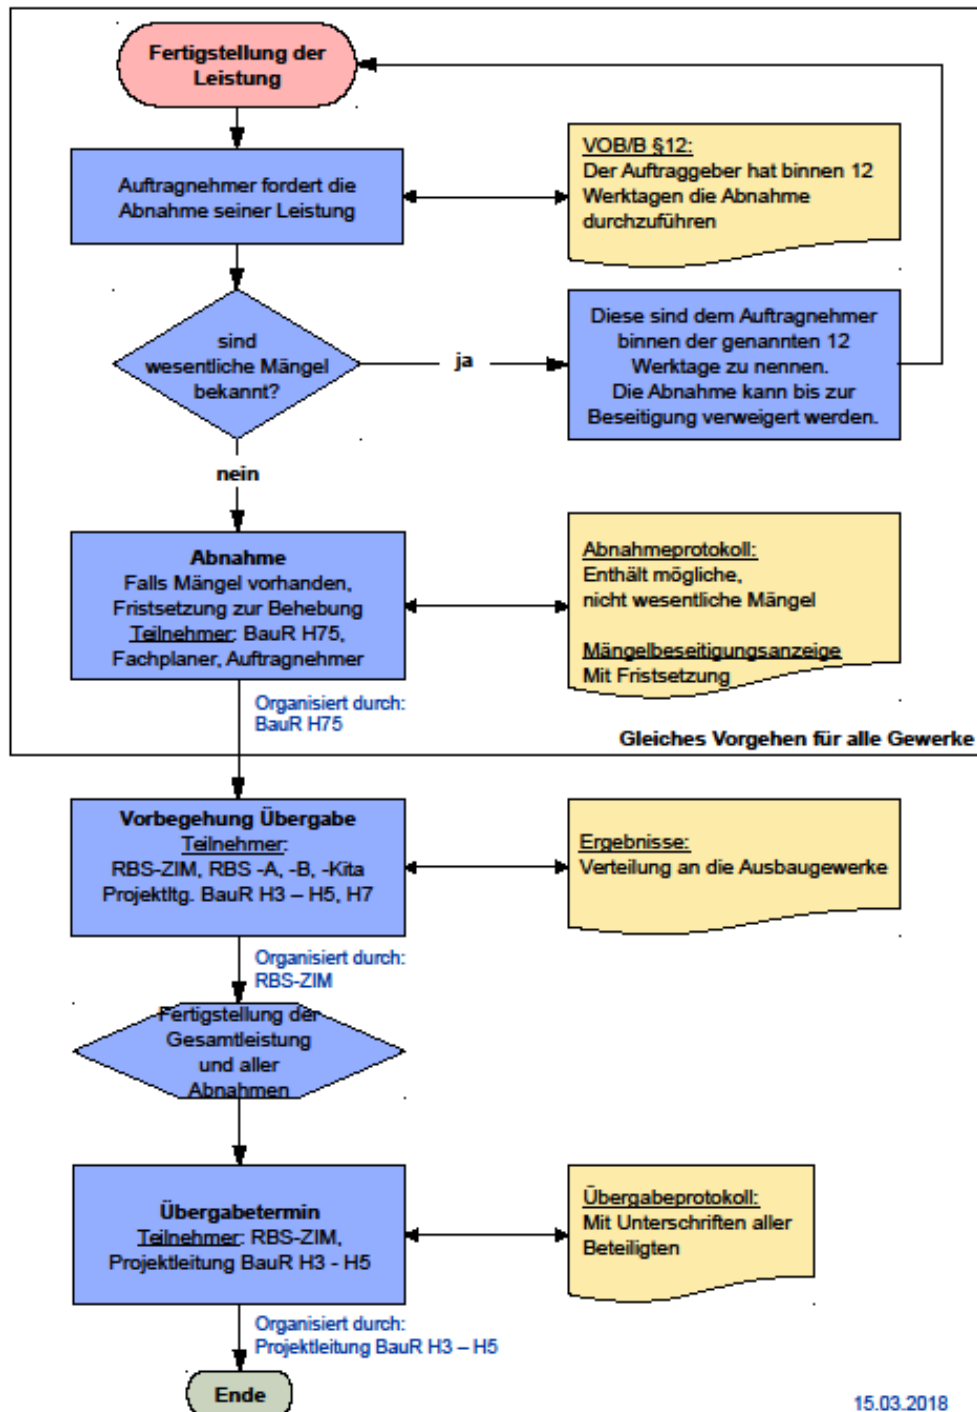 Fertigstellung der
Leistung
Auftragnehmer fordert die
Abnahme seiner Leistung
VOB/B §12:
Der Auftraggeber hat binnen 12
Werktagen die Abnahme
durchzuführen
sind
wesentliche Mängel
bekannt?
ja
Diese sind dem Auftragnehmer
binnen der genannten 12
Werktage zu nennen.
Die Abnahme kann bis zur
Beseitigung verweigert werden.
nein
Abnahme
Falls Mängel vorhanden,
Fristsetzung zur Behebung
Teilnehmer: BauR H75,
Fachplaner, Auftragnehmer
Abnahmeprotokoll:
Enthält mögliche,
nicht wesentliche Mängel
Mängelbeseitigungsanzeige
Mit Fristsetzung
Organisiert durch:
BauR H75
Gleiches Vorgehen für alle Gewerke
Vorbegehung Übergabe
Teilnehmer:
RBS-ZIM, RBS -A, -B, -Kita
Projektltg. BauR H3 – H5, H7
Ergebnisse:
Verteilung an die Ausbaugewerke
Organisiert durch:
RBS-ZIM
Fertigstellung der
Gesamtleistung
und aller
Abnahmen
Übergabetermin
Teilnehmer: RBS-ZIM,
Projektleitung BauR H3 - H5
Übergabeprotokoll:
Mit Unterschriften aller
Beteiligten
Organisiert durch:
Projektleitung BauR H3 – H5
Ende
15.03.2018